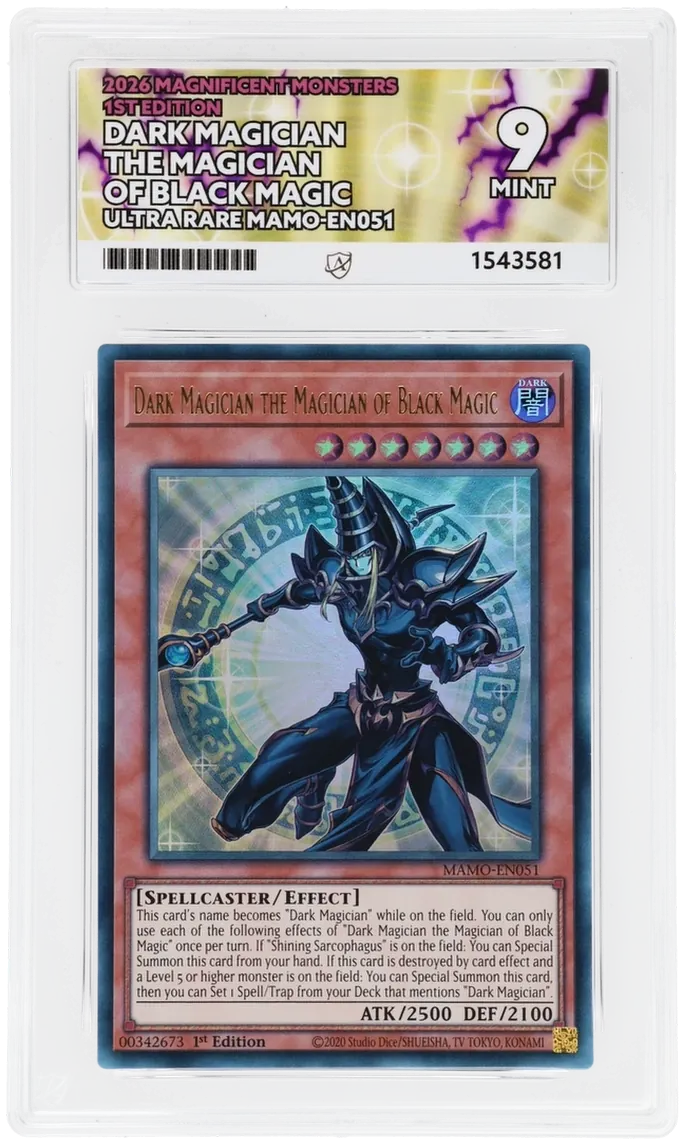 2026 MAGNIFICENT MONSTERS
1ST EDITION
DARK MAGICIAN
THE MAGICIAN
OF BLACK MAGIC
ULTRA RARE MAMO-EN051
9
MINT
A
1543581
DARK MAGICIAN THE MAGICIAN OF BLACK MAGIC
DARK
闇
MAMO-EN051
[SPELLCASTER/EFFECT]
This card's name becomes "Dark Magician" while on the field. You can only
use each of the following effects of "Dark Magician the Magician of Black
Magic" once per turn. If "Shining Sarcophagus" is on the field: You can Special
Summon this card from your hand. If this card is destroyed by card effect and
a Level 5 or higher monster is on the field: You can Special Summon this card,
then you can Set 1 Spell/Trap from your Deck that mentions "Dark Magician".
ATK/2500 DEF/2100
00342673 1st Edition
©2020 Studio Dice/SHUEISHA, TV TOKYO, KONAMI